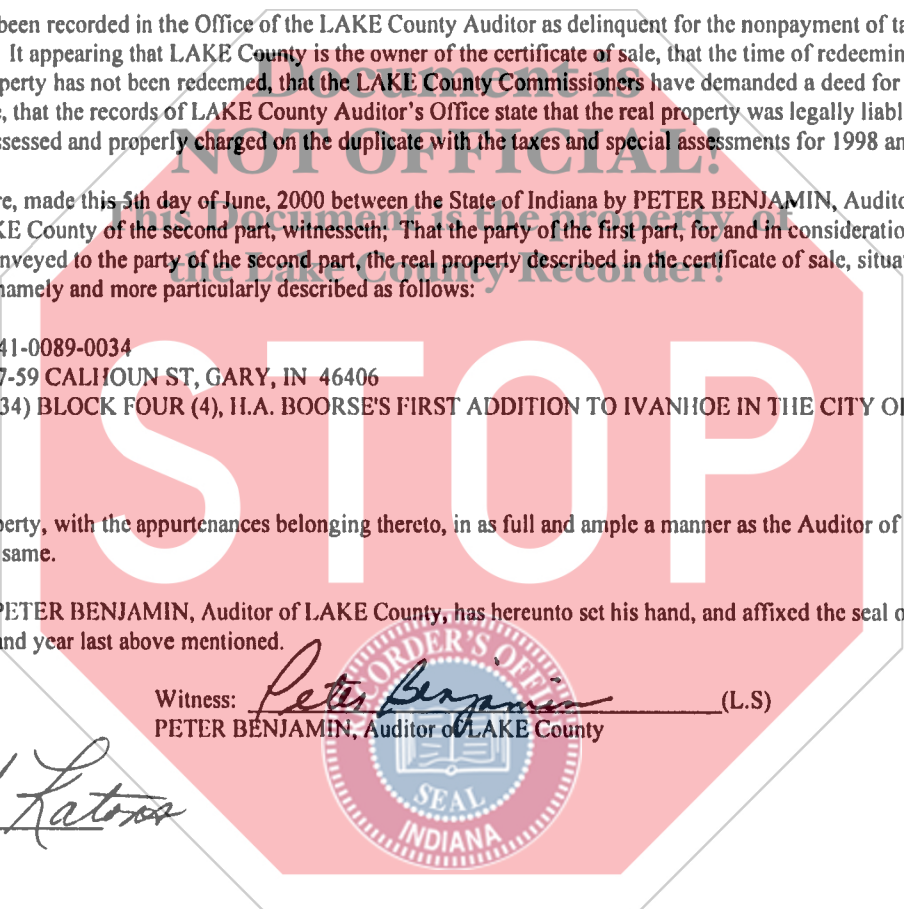 been recorded in the Office of the LAKE County Auditor as delinquent for the nonpayment of ta
It appearing that LAKE County is the owner of the certificate of sale, that the time of redeemin
perty has not been redeemed, that the LAKE County Commissioners have demanded a deed for
, that the records of LAKE County Auditor's Office state that the real property was legally liabl
ssessed and properly charged on the duplicate with the taxes and special assessments for 1998 an
Document is
NOT OFFICIAL!
This Document is the property of
the Lake County Recorder!
re, made this 5th day of June, 2000 between the State of Indiana by PETER BENJAMIN, Audito
KE County of the second part, witnesseth; That the party of the first part, for and in consideratio
nveyed to the party of the second part, the real property described in the certificate of sale, situa
namely and more particularly described as follows:
41-0089-0034
7-59 CALHOUN ST, GARY, IN 46406
34) BLOCK FOUR (4), H.A. BOORSE'S FIRST ADDITION TO IVANHOE IN THE CITY OF
STOP
perty, with the appurtenances belonging thereto, in as full and ample a manner as the Auditor of
same.
PETER BENJAMIN, Auditor of LAKE County, has hereunto set his hand, and affixed the seal o
and year last above mentioned.
Witness: Peter Benjamin (L.S)
PETER BENJAMIN, Auditor of LAKE County
RECORDER'S OFFICE
SEAL
INDIANA